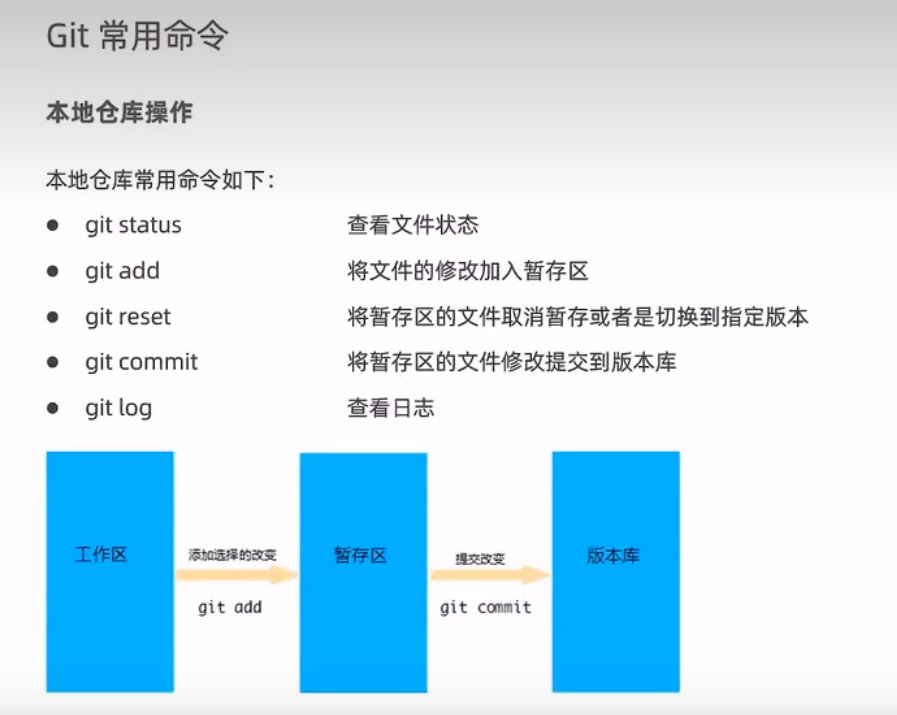 Git 常用命令
本地仓库操作
本地仓库常用命令如下：
● git status 查看文件状态
● git add 将文件的修改加入暂存区
● git reset 将暂存区的文件取消暂存或者是切换到指定版本
● git commit 将暂存区的文件修改提交到版本库
● git log 查看日志
工作区 添加选择的改变 暂存区 提交改变 版本库
git add git commit